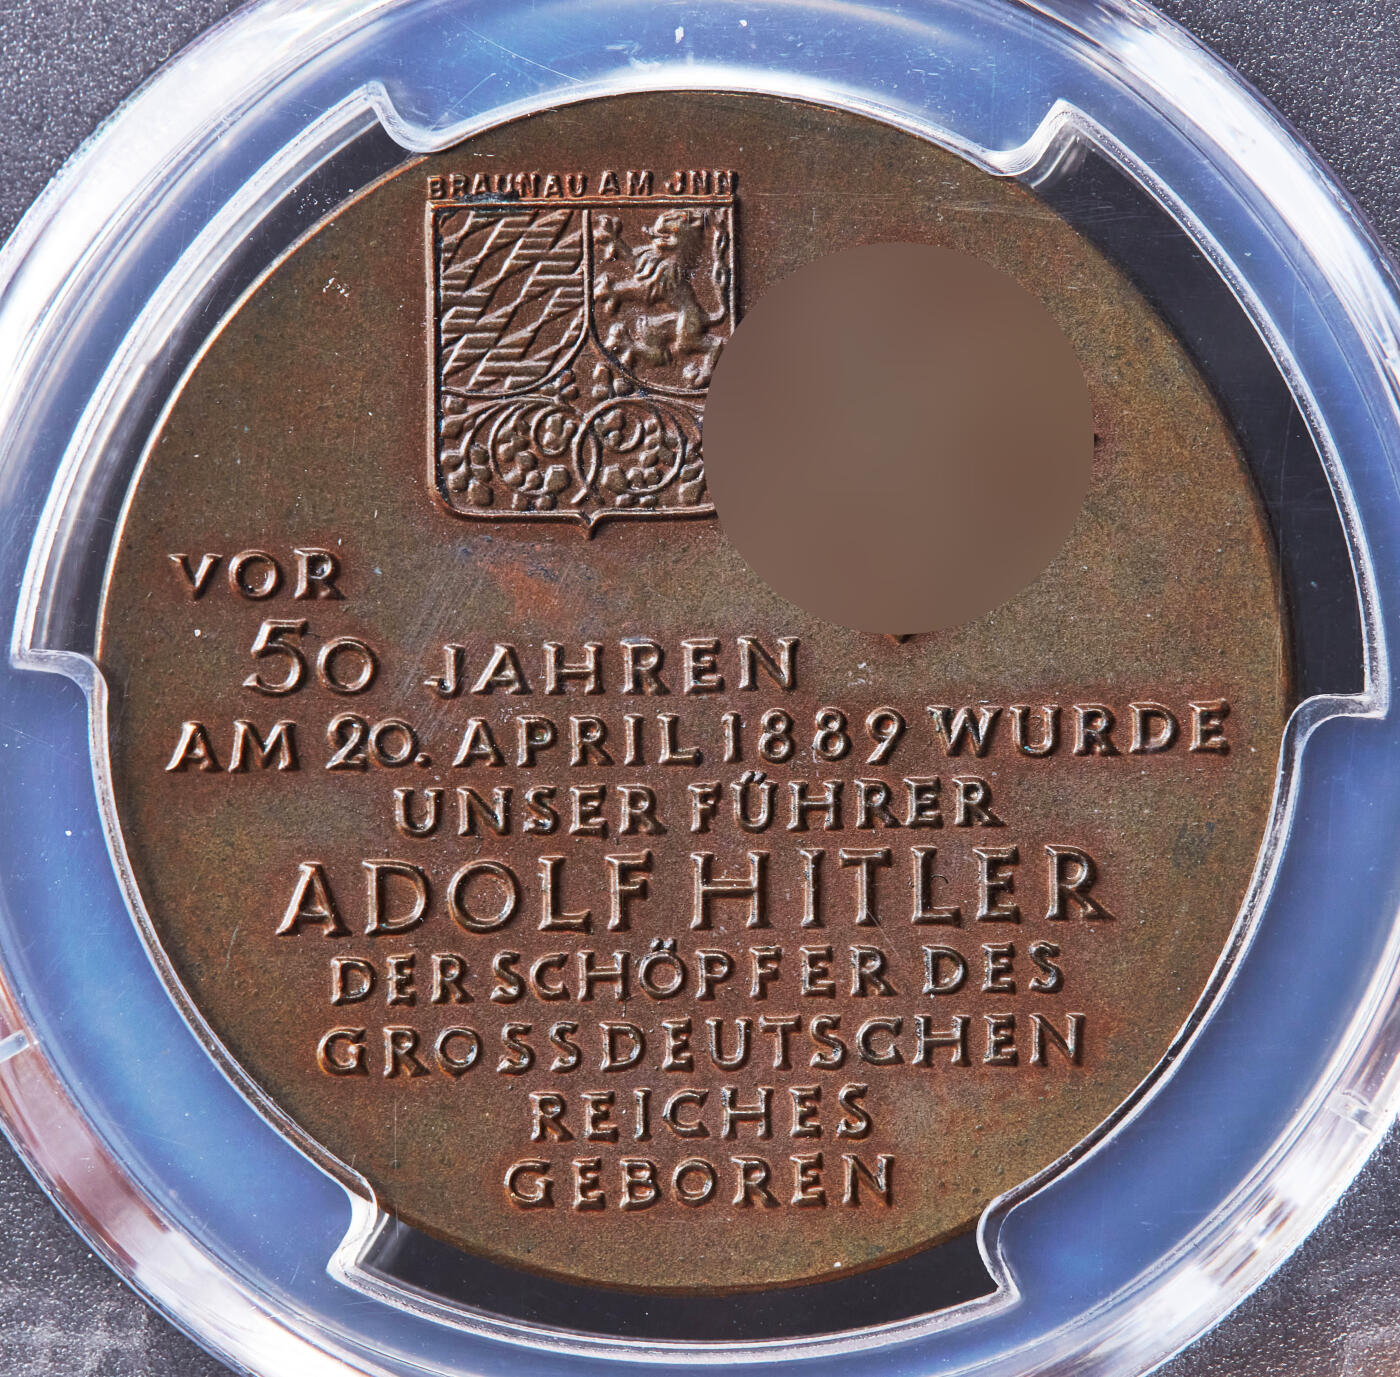 BRAUNAU AM JNN
VOR
50 JAHREN
AM 20. APRIL 1889 WURDE
UNSER FÜHRER
ADOLF HITLER
DER SCHÖPFER DES
GROSSDEUTSCHEN
REICHES
GEBOREN